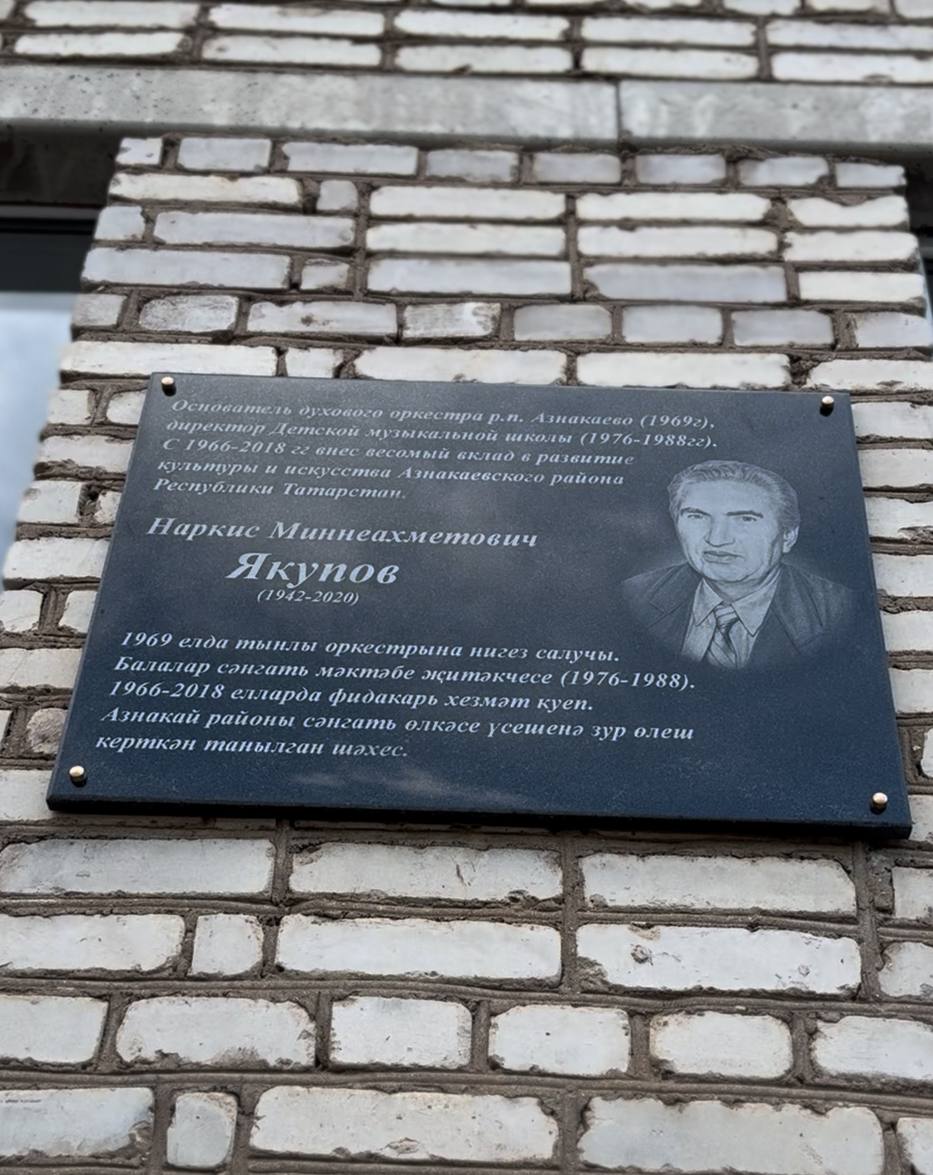 Основатель духового оркестра р.п. Азнакаево (1969г),
директор Детской музыкальной школы (1976-1988гг).
С 1966-2018 гг внес весомый вклад в развитие
культуры и искусства Азнакаевского района
Республики Татарстан.
Наркис Миннеахметович
Якупов
(1942-2020)
1969 елда тынлы оркестрына нигез салучы.
Балалар сәнгать мәктәбе җитәкчесе (1976-1988).
1966-2018 елларда фидакарь хезмәт куеп.
Азнакай районы сәнгать өлкәсе үсешенә зур өлеш
керткән танылган шәхес.